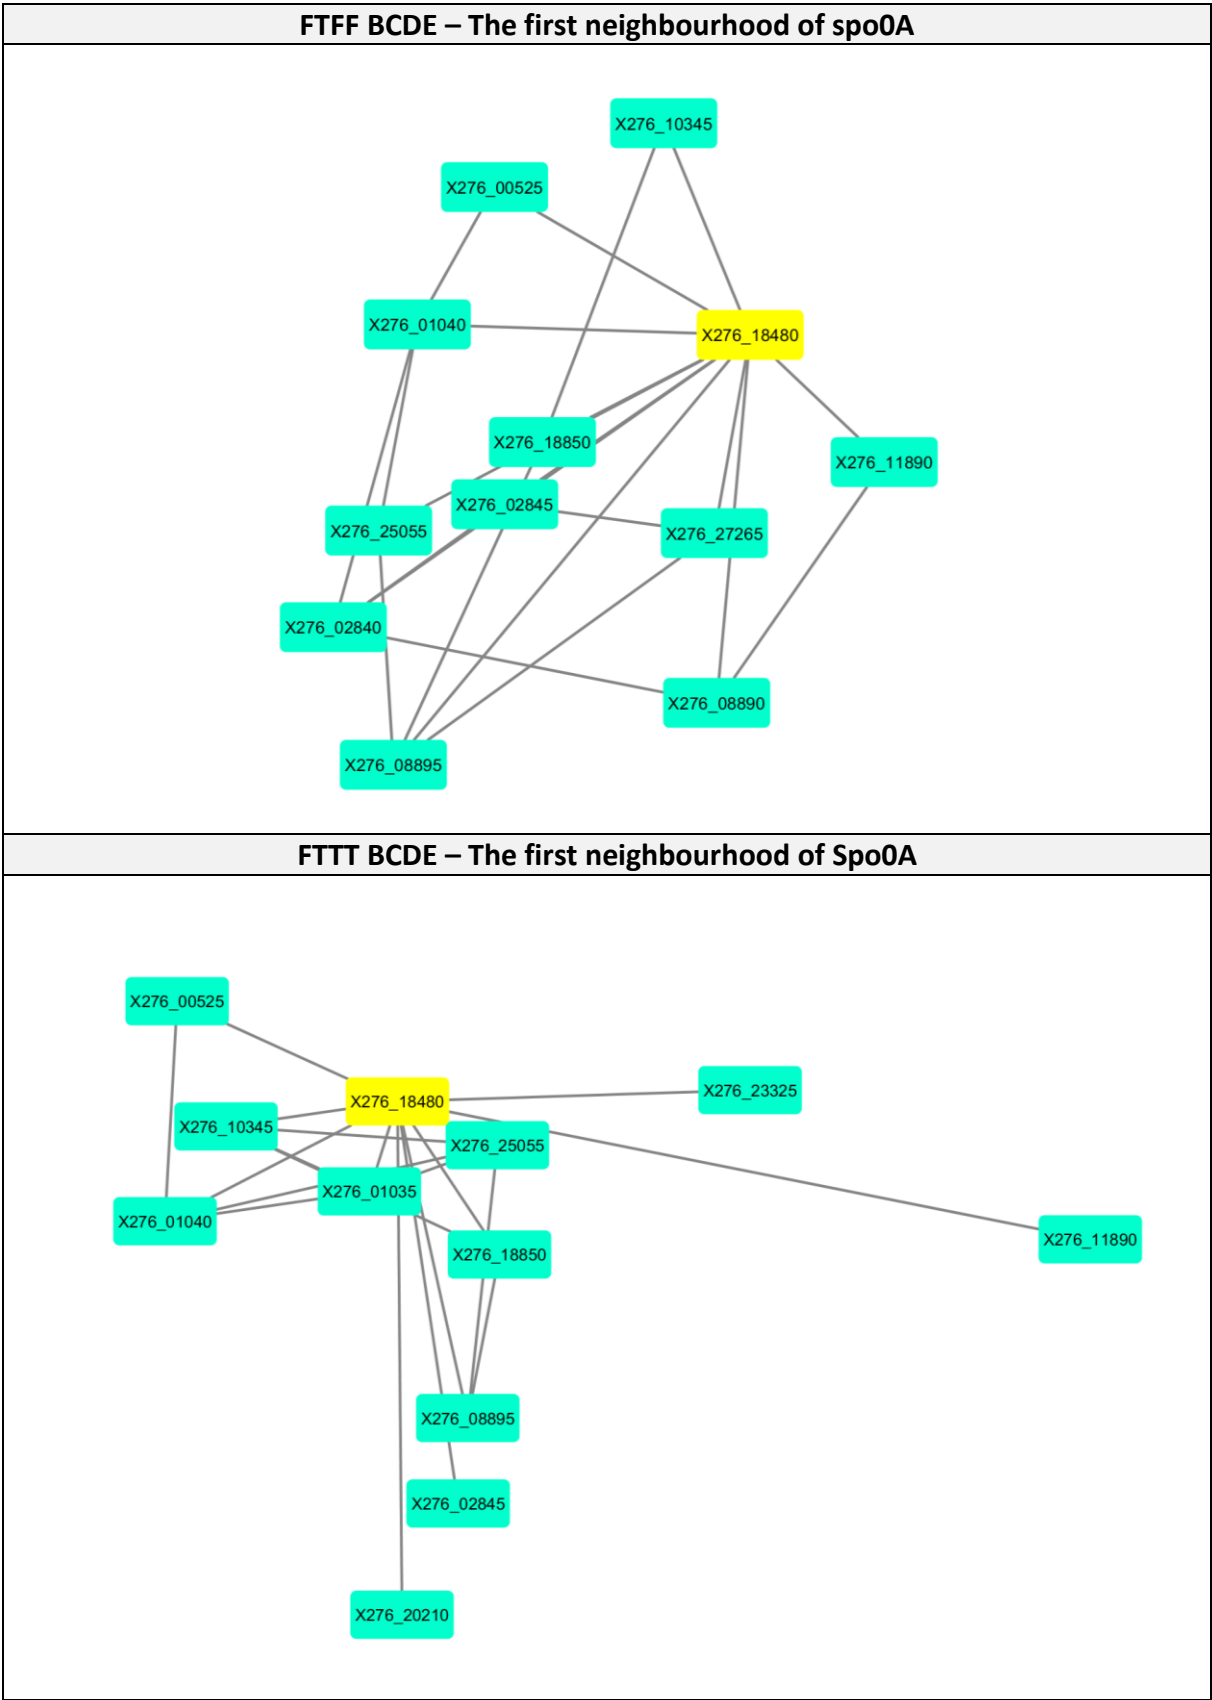 FTFF BCDE – The first neighbourhood of spo0A
X276_10345
X276_00525
X276_01040
X276_18480
X276_18850
X276_11890
X276_02845
X276_25055
X276_27265
X276_02840
X276_08890
X276_08895
FTTT BCDE – The first neighbourhood of Spo0A
X276_00525
X276_23325
X276_18480
X276_10345
X276_25055
X276_01035
X276_01040
X276_11890
X276_18850
X276_08895
X276_02845
X276_20210